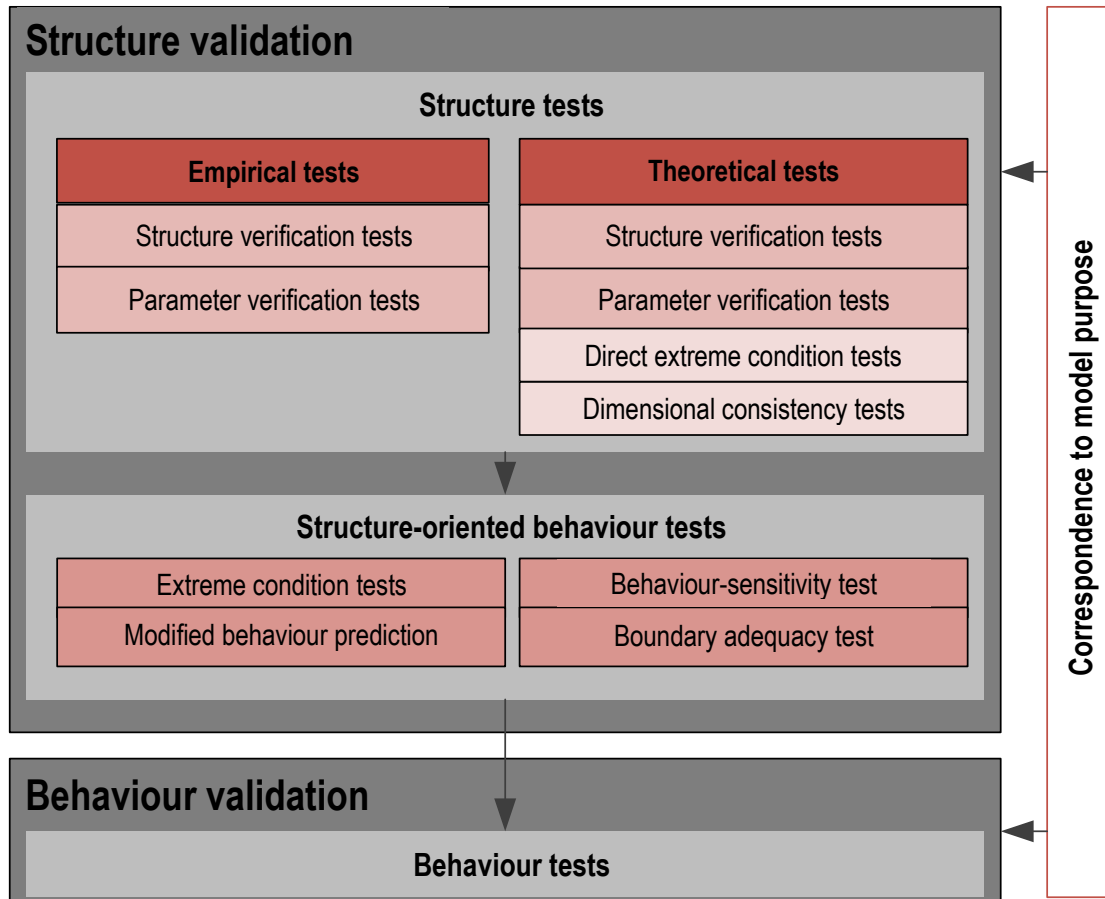 Structure validation
Structure tests
Empirical tests
Structure verification tests
Parameter verification tests
Theoretical tests
Structure verification tests
Parameter verification tests
Direct extreme condition tests
Dimensional consistency tests
Structure-oriented behaviour tests
Extreme condition tests
Modified behaviour prediction
Behaviour-sensitivity test
Boundary adequacy test
Behaviour validation
Behaviour tests
Correspondence to model purpose